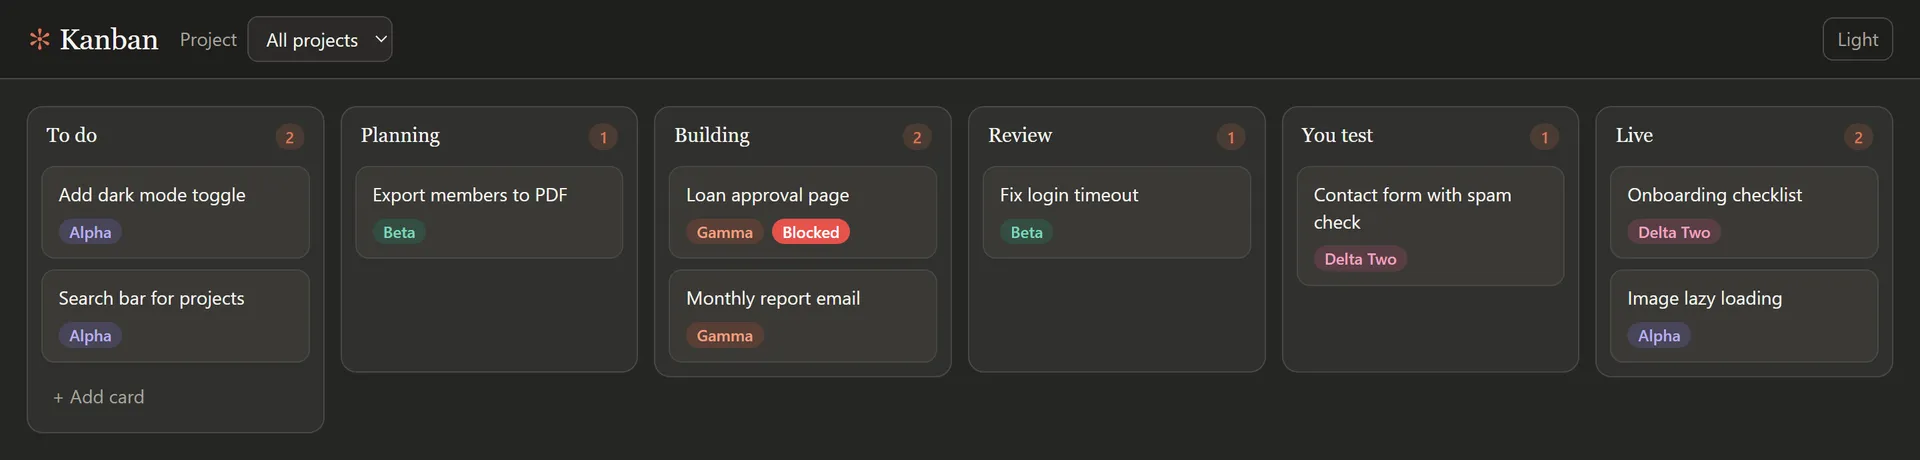 Kanban
Project
All projects
Light
To do
2
Add dark mode toggle
Alpha
Search bar for projects
Alpha
+ Add card
Planning
1
Export members to PDF
Beta
Building
2
Loan approval page
Gamma
Blocked
Monthly report email
Gamma
Review
1
Fix login timeout
Beta
You test
1
Contact form with spam
check
Delta Two
Live
2
Onboarding checklist
Delta Two
Image lazy loading
Alpha